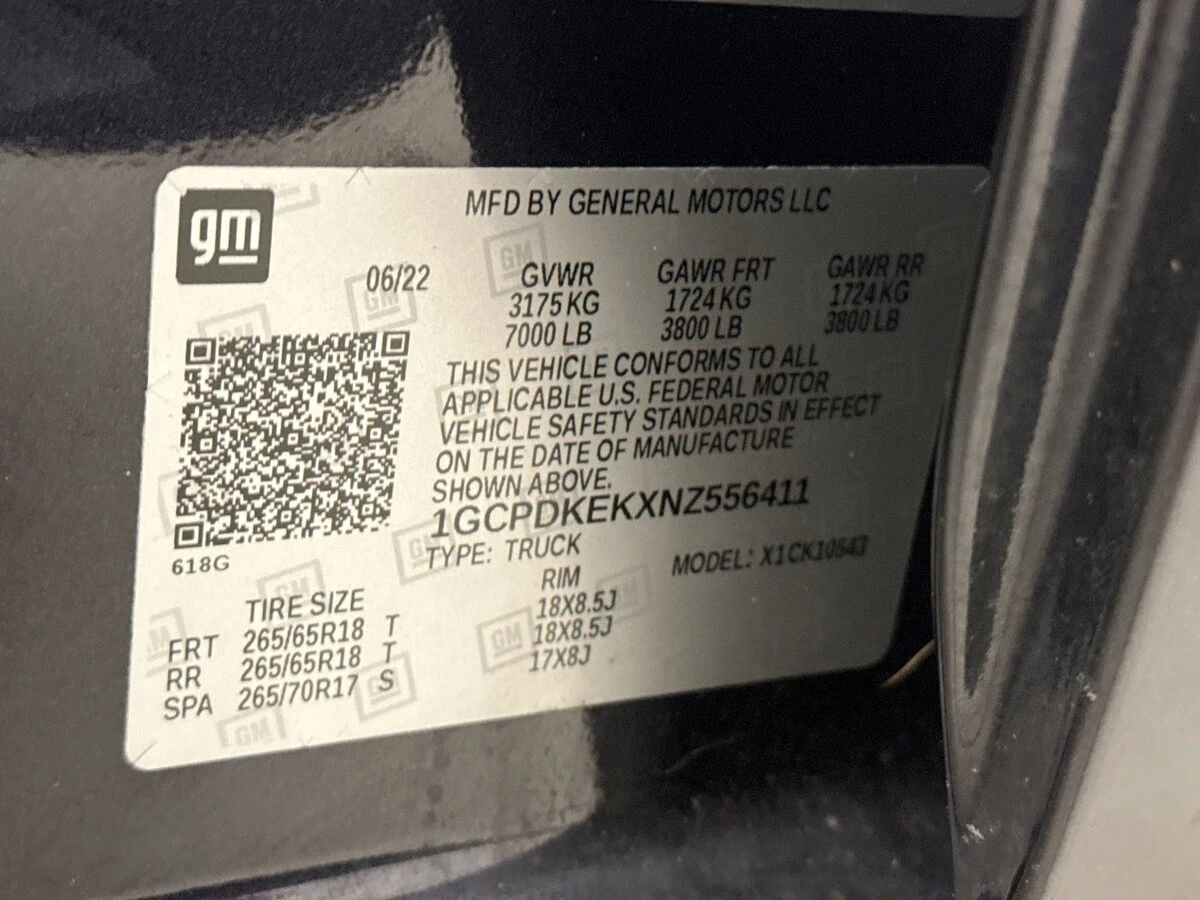 gm
MFD BY GENERAL MOTORS LLC
06/22 GVWR GAWR FRT GAWR RR
3175 KG 1724 KG 1724 KG
7000 LB 3800 LB 3800 LB
THIS VEHICLE CONFORMS TO ALL
APPLICABLE U.S. FEDERAL MOTOR
VEHICLE SAFETY STANDARDS IN EFFECT
ON THE DATE OF MANUFACTURE
SHOWN ABOVE.
1GCPDKEKXNZ556411
618G
TYPE: TRUCK MODEL: X1CK10543
TIRE SIZE RIM
FRT 265/65R18 T 18X8.5J
RR 265/65R18 T 18X8.5J
SPA 265/70R17 S 17X8J